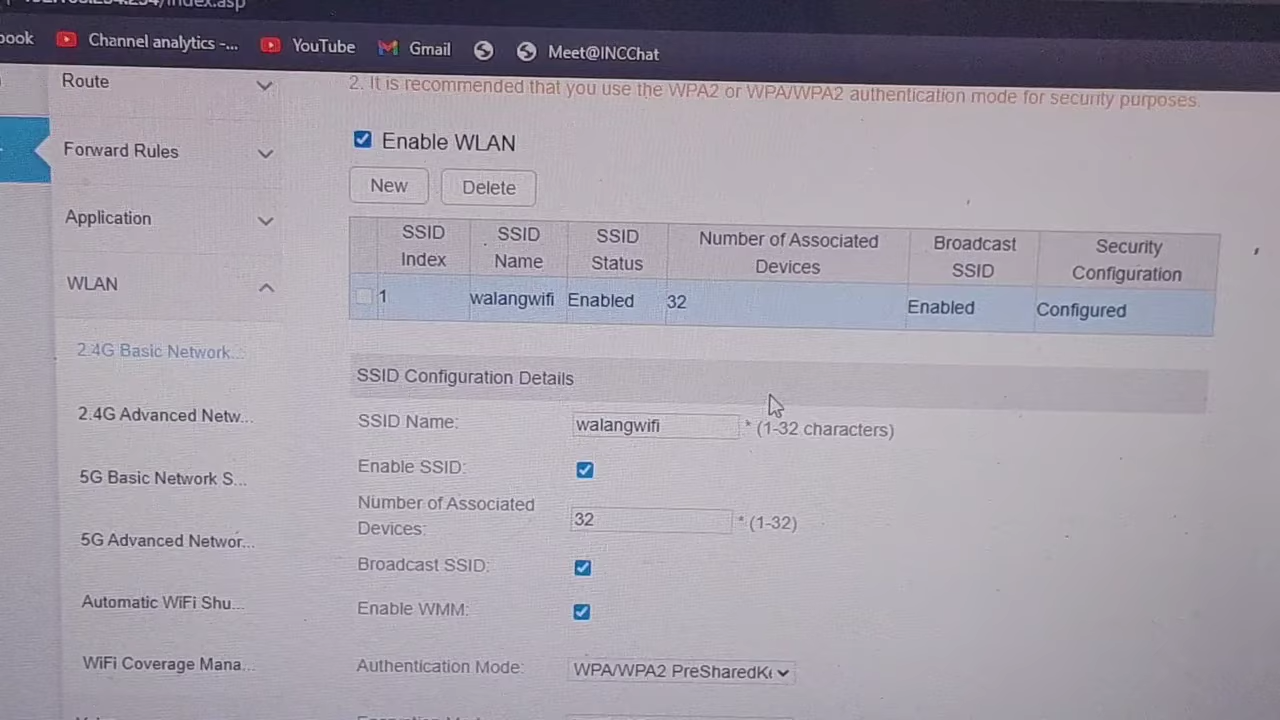 /index.asp
book Channel analytics -... YouTube Gmail Meet@INCChat
Route
2. It is recommended that you use the WPA2 or WPA/WPA2 authentication mode for security purposes.
Enable WLAN
Forward Rules
New Delete
Application
SSID Index SSID Name SSID Status Number of Associated Devices Broadcast SSID Security Configuration
1 walangwifi Enabled 32 Enabled Configured
WLAN
2.4G Basic Network...
SSID Configuration Details
2.4G Advanced Netw...
SSID Name: walangwifi * (1-32 characters)
Enable SSID:
5G Basic Network S...
Number of Associated Devices: 32 * (1-32)
5G Advanced Networ...
Broadcast SSID:
Automatic WiFi Shu...
Enable WMM:
WiFi Coverage Mana...
Authentication Mode: WPA/WPA2 PreSharedKe